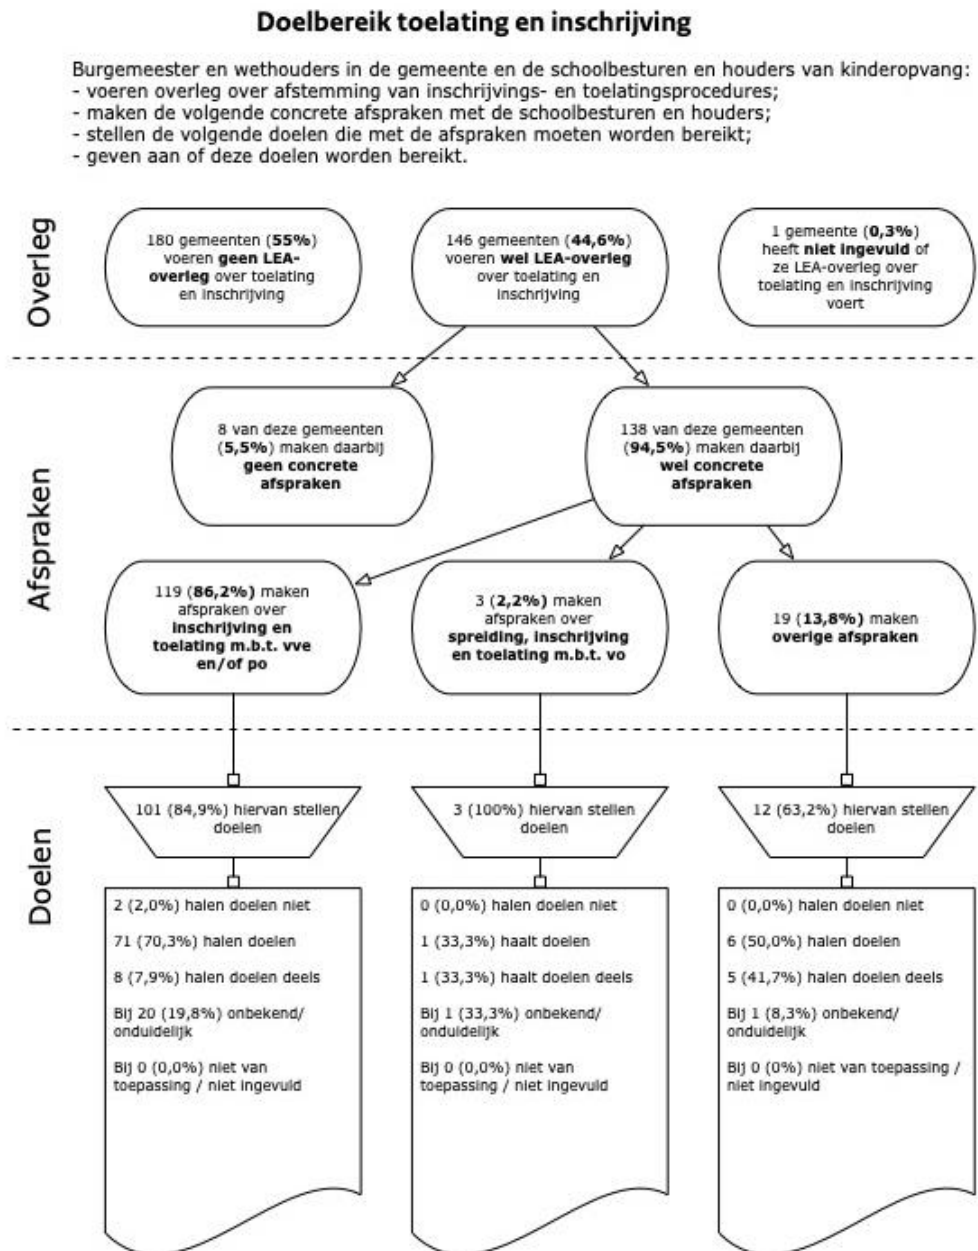 Doelbereik toelating en inschrijving
Burgemeester en wethouders in de gemeente en de schoolbesturen en houders van kinderopvang:
- voeren overleg over afstemming van inschrijvings- en toelatingsprocedures;
- maken de volgende concrete afspraken met de schoolbesturen en houders;
- stellen de volgende doelen die met de afspraken moeten worden bereikt;
- geven aan of deze doelen worden bereikt.
Overleg
180 gemeenten (55%)
voeren geen LEA-
overleg over toelating
en inschrijving
146 gemeenten (44,6%)
voeren wel LEA-overleg
over toelating en
inschrijving
1 gemeente (0,3%)
heeft niet ingevuld of
ze LEA-overleg over
toelating en inschrijving
voert
Afspraken
8 van deze gemeenten
(5,5%) maken daarbij
geen concrete
afspraken
138 van deze gemeenten
(94,5%) maken daarbij
wel concrete
afspraken
119 (86,2%) maken
afspraken over
inschrijving en
toelating m.b.t. vve
en/of po
3 (2,2%) maken
afspraken over
spreiding, inschrijving
en toelating m.b.t. vo
19 (13,8%) maken
overige afspraken
Doelen
101 (84,9%) hiervan stellen
doelen
3 (100%) hiervan stellen
doelen
12 (63,2%) hiervan stellen
doelen
2 (2,0%) halen doelen niet
71 (70,3%) halen doelen
8 (7,9%) halen doelen deels
Bij 20 (19,8%) onbekend/
onduidelijk
Bij 0 (0,0%) niet van
toepassing / niet ingevuld
0 (0,0%) halen doelen niet
1 (33,3%) haalt doelen
1 (33,3%) haalt doelen deels
Bij 1 (33,3%) onbekend/
onduidelijk
Bij 0 (0,0%) niet van
toepassing / niet ingevuld
0 (0,0%) halen doelen niet
6 (50,0%) halen doelen
5 (41,7%) halen doelen deels
Bij 1 (8,3%) onbekend/
onduidelijk
Bij 0 (0%) niet van toepassing /
niet ingevuld